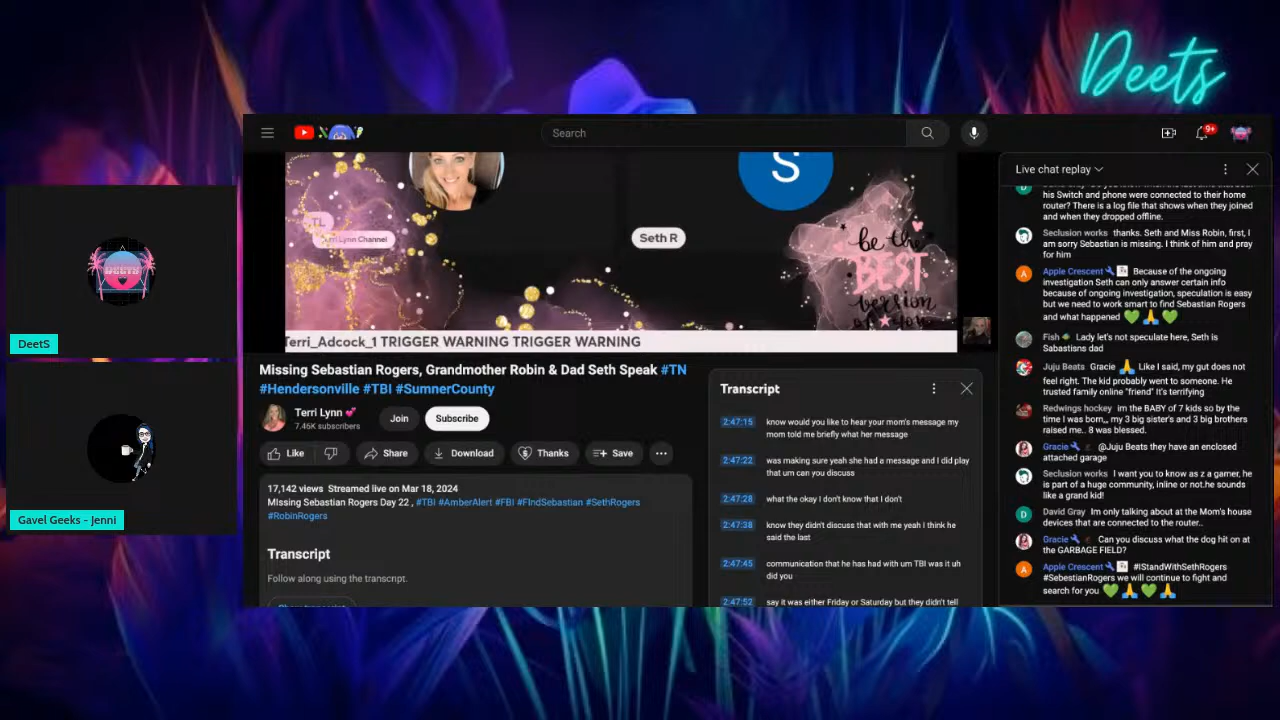 Deets
Search
9+
TL
Terri Lynn Channel
S
Seth R
be the
BEST
version
of you
Terri_Adcock_1 TRIGGER WARNING TRIGGER WARNING
Missing Sebastian Rogers, Grandmother Robin & Dad Seth Speak #TN
#Hendersonville #TBI #SumnerCounty
Terri Lynn 💕
7.45K subscribers
Join
Subscribe
Like
Share
Download
Thanks
Save
17,142 views Streamed live on Mar 18, 2024
Missing Sebastian Rogers Day 22 , #TBI #AmberAlert #FBI #FindSebastian #SethRogers
#RobinRogers
Transcript
Follow along using the transcript.
Show transcript
Transcript
2:47:15 know would you like to hear your mom's message my
mom told me briefly what her message
2:47:22 was making sure yeah she had a message and I did play
that um can you discuss
2:47:28 what the okay I don't know that I don't
2:47:38 know they didn't discuss that with me yeah I think he
said the last
2:47:45 communication that he has had with um TBI was it uh
did you
2:47:52 say it was either Friday or Saturday but they didn't tell
Live chat replay
his Switch and phone were connected to their home
router? There is a log file that shows when they joined
and when they dropped offline.
Seclusion works thanks. Seth and Miss Robin, first, I
am sorry Sebastian is missing. I think of him and pray
for him
Apple Crescent Because of the ongoing
investigation Seth can only answer certain info
because of ongoing investigation, speculation is easy
but we need to work smart to find Sebastian Rogers
and what happened 💚🙏💚
Fish Lady let's not speculate here, Seth is
Sabastisns dad
Juju Beats Gracie 🙏 Like I said, my gut does not
feel right. The kid probably went to someone. He
trusted family online "friend" It's terrifying
Redwings hockey im the BABY of 7 kids so by the
time I was born,,, my 3 big sister's and 3 big brothers
raised me.. 8 was blessed.
Gracie @Juju Beats they have an enclosed
attached garage
Seclusion works I want you to know as z a gamer, he
is part of a huge community, inline or not.he sounds
like a grand kid!
David Gray Im only talking about at the Mom's house
devices that are connected to the router..
Gracie Can you discuss what the dog hit on at
the GARBAGE FIELD?
Apple Crescent #IStandWithSethRogers
#SebestianRogers we will continue to fight and
search for you 💚🙏💚🙏
DEETS
DeetS
Gavel Geeks - Jenni